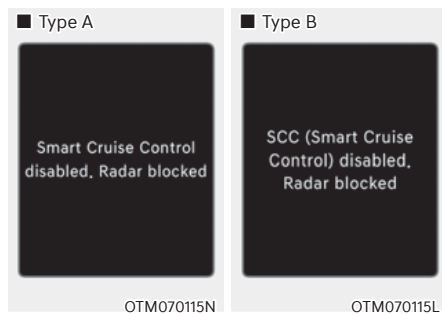 ■ Type A
Smart Cruise Control
disabled. Radar blocked
OTM070115N
■ Type B
SCC (Smart Cruise
Control) disabled.
Radar blocked
OTM070115L